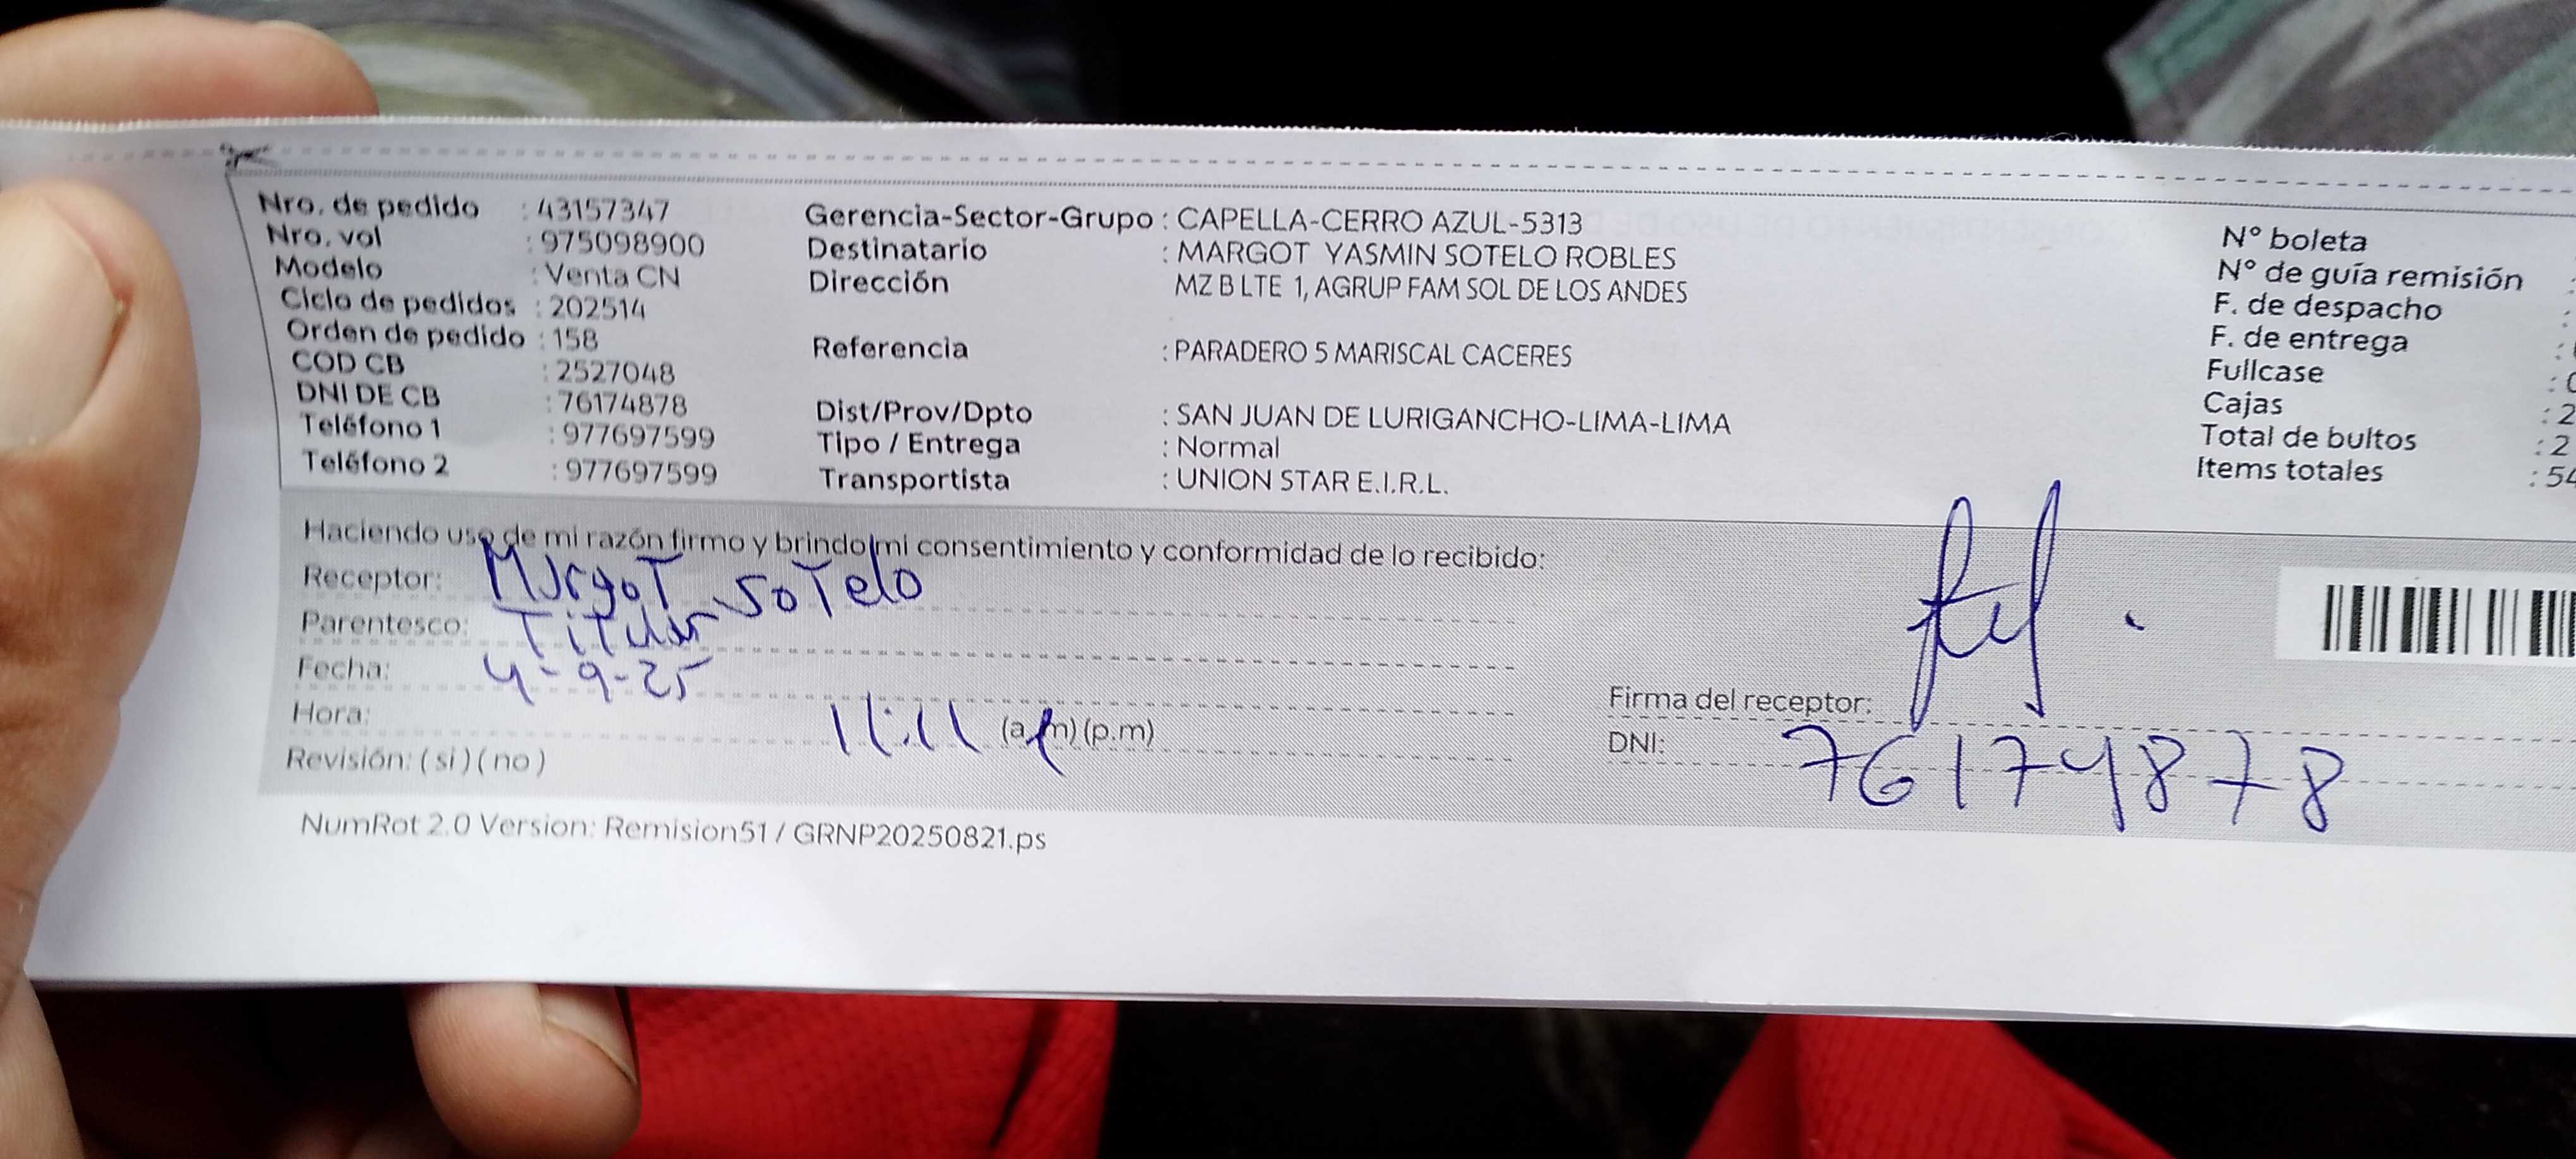 Nro. de pedido : 43157347
Nro. vol : 975098900
Modelo : Venta CN
Ciclo de pedidos : 202514
Orden de pedido : 158
COD CB : 2527048
DNI DE CB : 76174878
Teléfono 1 : 977697599
Teléfono 2 : 977697599
Gerencia-Sector-Grupo : CAPELLA-CERRO AZUL-5313
Destinatario : MARGOT YASMIN SOTELO ROBLES
Dirección MZ B LTE 1, AGRUP FAM SOL DE LOS ANDES
Referencia : PARADERO 5 MARISCAL CACERES
Dist/Prov/Dpto : SAN JUAN DE LURIGANCHO-LIMA-LIMA
Tipo / Entrega : Normal
Transportista : UNION STAR E.I.R.L.
N° boleta
N° de guía remisión :
F. de despacho :
F. de entrega :
Fullcase :
Cajas : 2
Total de bultos : 2
Items totales : 54
Haciendo uso de mi razón firmo y brindo mi consentimiento y conformidad de lo recibido:
Receptor: MargoT SoTelo
Parentesco: TiTular
Fecha: 4-9-25
Hora: 11:11 (a.m) (p.m)
Revisión: ( si ) ( no )
Firma del receptor:
DNI: 76174878
NumRot 2.0 Version: Remision51 / GRNP20250821.ps